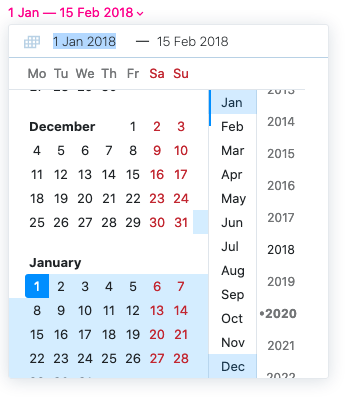 1 Jan — 15 Feb 2018
1 Jan 2018 — 15 Feb 2018
Mo Tu We Th Fr Sa Su
December 1 2 3
4 5 6 7 8 9 10
11 12 13 14 15 16 17
18 19 20 21 22 23 24
25 26 27 28 29 30 31
January
1 2 3 4 5 6 7
8 9 10 11 12 13 14
15 16 17 18 19 20 21
22 23 24 25 26 27 28
Jan
Feb
Mar
Apr
May
Jun
Jul
Aug
Sep
Oct
Nov
Dec
2013
2014
2015
2016
2017
2018
2019
•2020
2021
2022